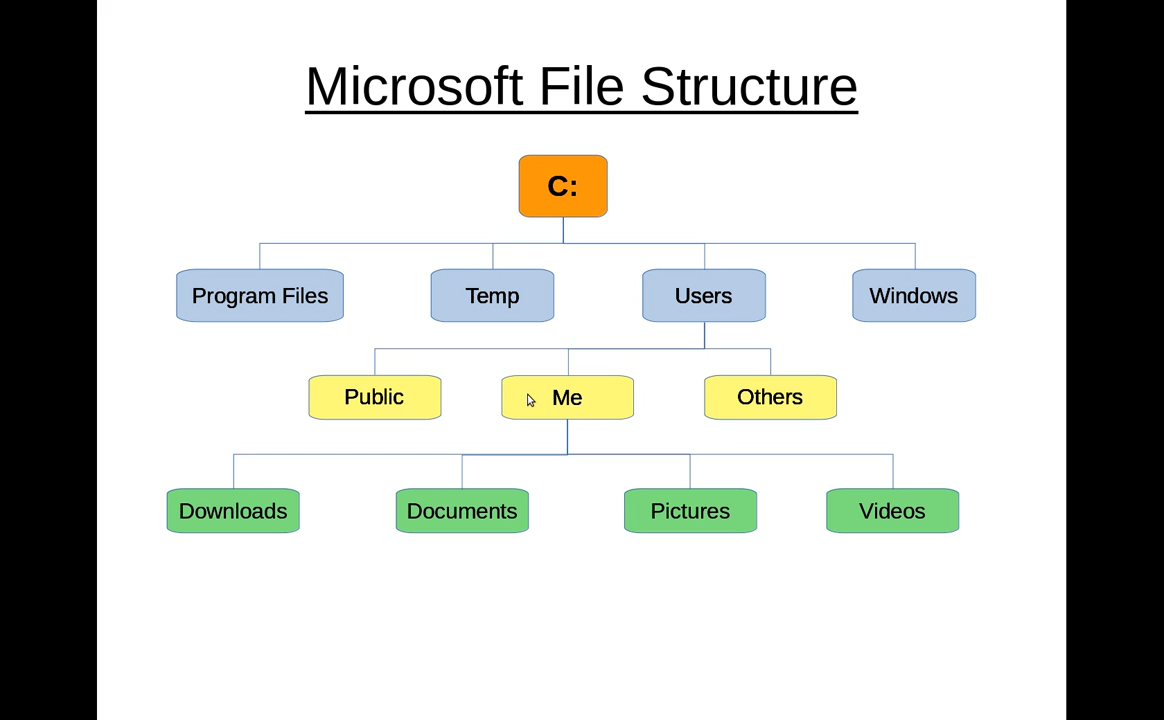 Microsoft File Structure
C:
Program Files
Temp
Users
Windows
Public
Me
Others
Downloads
Documents
Pictures
Videos